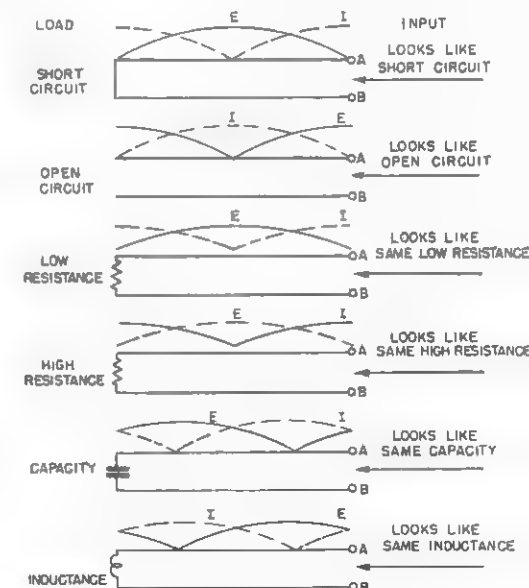 E I
LOAD INPUT
A
LOOKS LIKE
SHORT CIRCUIT
SHORT
CIRCUIT
B
I E
A
LOOKS LIKE
OPEN CIRCUIT
OPEN
CIRCUIT
B
E I
A
LOOKS LIKE
SAME LOW RESISTANCE
LOW
RESISTANCE
B
E I
A
LOOKS LIKE
SAME HIGH RESISTANCE
HIGH
RESISTANCE
B
E I
A
LOOKS LIKE
SAME CAPACITY
CAPACITY
B
I E
A
LOOKS LIKE
SAME INDUCTANCE
INDUCTANCE
B